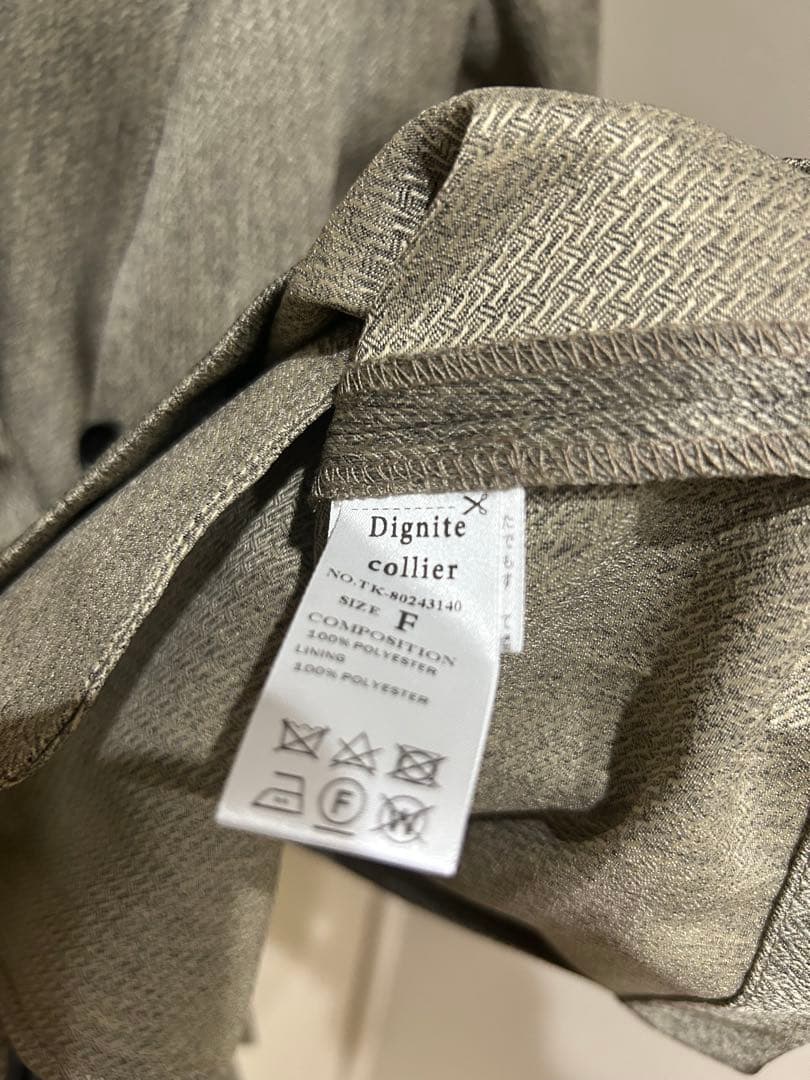 Dignite
collier
NO.TK-80243140
SIZE F
COMPOSITION
100% POLYESTER
LINING
100% POLYESTER
F
W